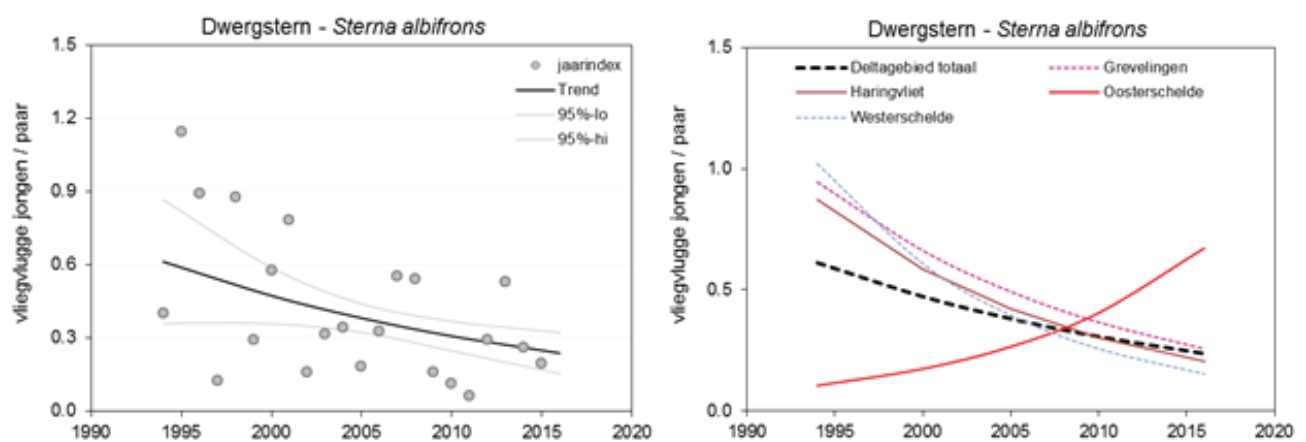 Dwergstern - Sterna albifrons
1.5
1.2
0.9
0.6
0.3
0.0
vliegvlugge jongen / paar
jaarindex
Trend
95%-lo
95%-hi
1990 1995 2000 2005 2010 2015 2020
Dwergstern - Sterna albifrons
1.5
1.0
0.5
0.0
vliegvlugge jongen / paar
Deltagebied totaal Grevelingen
Haringvliet Oosterschelde
Westerschelde
1990 1995 2000 2005 2010 2015 2020